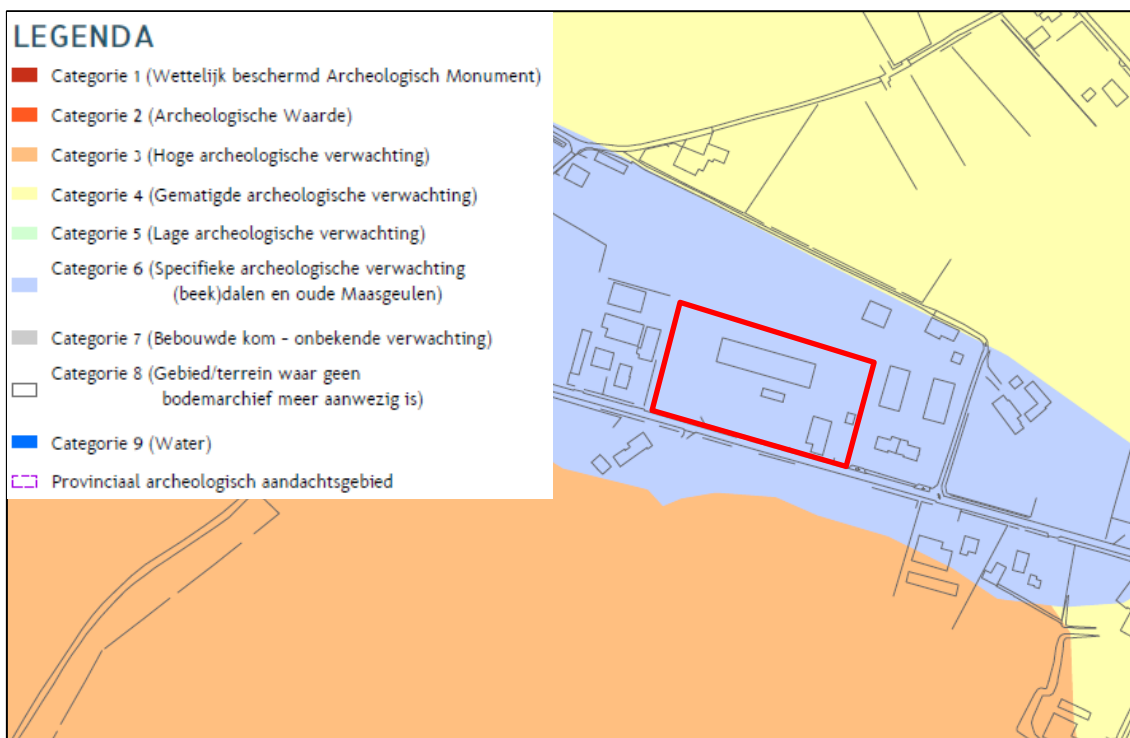 LEGENDA
Categorie 1 (Wettelijk beschermd Archeologisch Monument)
Categorie 2 (Archeologische Waarde)
Categorie 3 (Hoge archeologische verwachting)
Categorie 4 (Gematigde archeologische verwachting)
Categorie 5 (Lage archeologische verwachting)
Categorie 6 (Specifieke archeologische verwachting
(beek)dalen en oude Maasgeulen)
Categorie 7 (Bebouwde kom - onbekende verwachting)
Categorie 8 (Gebied/terrein waar geen
bodemarchief meer aanwezig is)
Categorie 9 (Water)
Provinciaal archeologisch aandachtsgebied